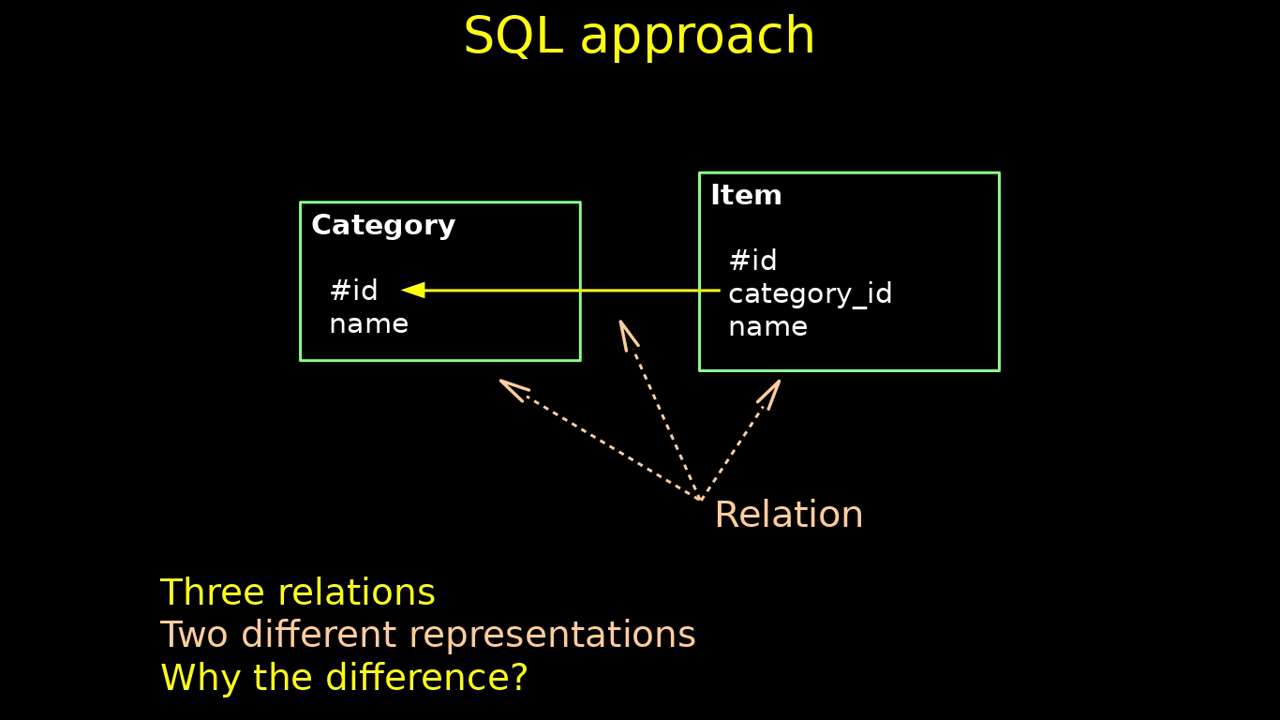 SQL approach
Category
#id
name
Item
#id
category_id
name
Relation
Three relations
Two different representations
Why the difference?